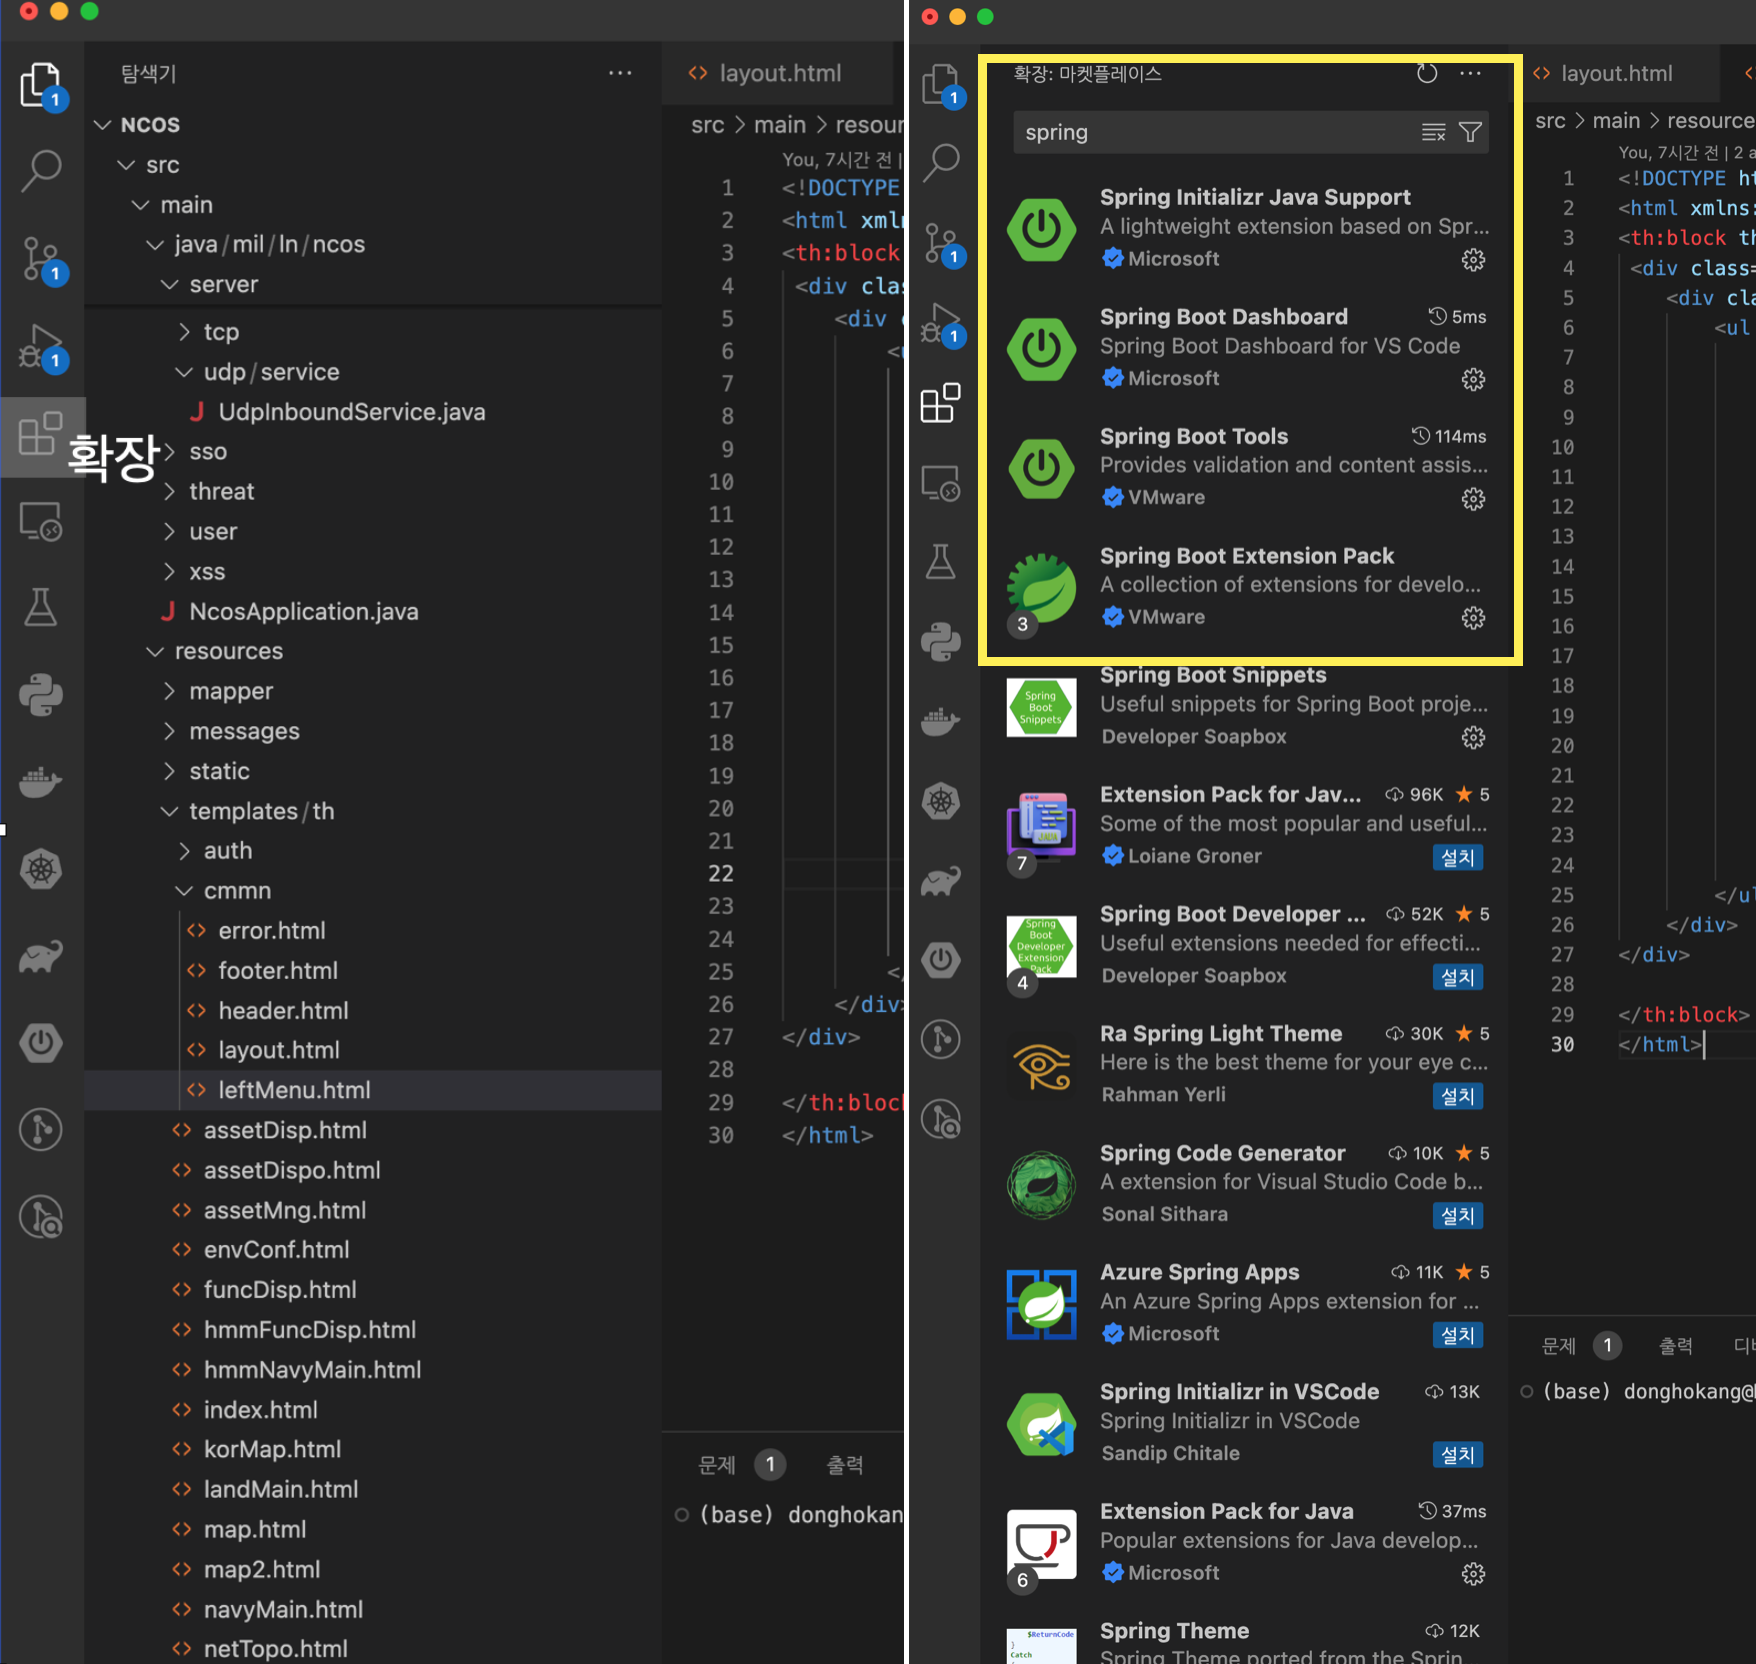 탐색기
NCOS
src
main
java/mil/ln/ncos
server
tcp
udp/service
J UdpInboundService.java
확장
sso
threat
user
xss
J NcosApplication.java
resources
mapper
messages
static
templates/th
auth
cmmn
error.html
footer.html
header.html
layout.html
leftMenu.html
assetDisp.html
assetDispo.html
assetMng.html
envConf.html
funcDisp.html
hmmFuncDisp.html
hmmNavyMain.html
index.html
korMap.html
landMain.html
map.html
map2.html
navyMain.html
netTopo.html
1
1
1
layout.html
src > main > resour
You, 7시간 전 |
1 <!DOCTYPE
2 <html xml
3 <th:block
4 <div clas
5 <div
6 <
7
8
9
10
11
12
13
14
15
16
17
18
19
20
21
22
23
24
25 </
26 </div>
27 </div>
28
29 </th:bloc
30 </html>
문제 1 출력
(base) donghokan
1
1
1
확장: 마켓플레이스
spring
Spring Initializr Java Support
A lightweight extension based on Spr...
Microsoft
Spring Boot Dashboard 5ms
Spring Boot Dashboard for VS Code
Microsoft
Spring Boot Tools 114ms
Provides validation and content assis...
VMware
Spring Boot Extension Pack
A collection of extensions for develo...
3 VMware
Spring Boot Snippets
Spring
Boot
Snippets
Useful snippets for Spring Boot proje...
Developer Soapbox
Extension Pack for Jav... 96K 5
Some of the most popular and useful...
7 Loiane Groner 설치
Spring Boot Developer ... 52K 5
Spring
Boot
Developer
Extension
Pack
Useful extensions needed for effecti...
4 Developer Soapbox 설치
Ra Spring Light Theme 30K 5
Here is the best theme for your eye c...
Rahman Yerli 설치
Spring Code Generator 10K 5
A extension for Visual Studio Code b...
Sonal Sithara 설치
Azure Spring Apps 11K 5
An Azure Spring Apps extension for ...
Microsoft 설치
Spring Initializr in VSCode 13K
Spring Initializr in VSCode
Sandip Chitale 설치
Extension Pack for Java 37ms
Popular extensions for Java develop...
6 Microsoft
Spring Theme 12K
$ReturnCode
}
Catch
Spring Theme ported from the Sprin
layout.html
src > main > resource
You, 7시간 전 | 2 a
1 <!DOCTYPE ht
2 <html xmlns:
3 <th:block th
4 <div class=
5 <div cla
6 <ul
7
8
9
10
11
12
13
14
15
16
17
18
19
20
21
22
23
24
25 </ul
26 </div>
27 </div>
28
29 </th:block>
30 </html>
문제 1 출력 디버
(base) donghokang@